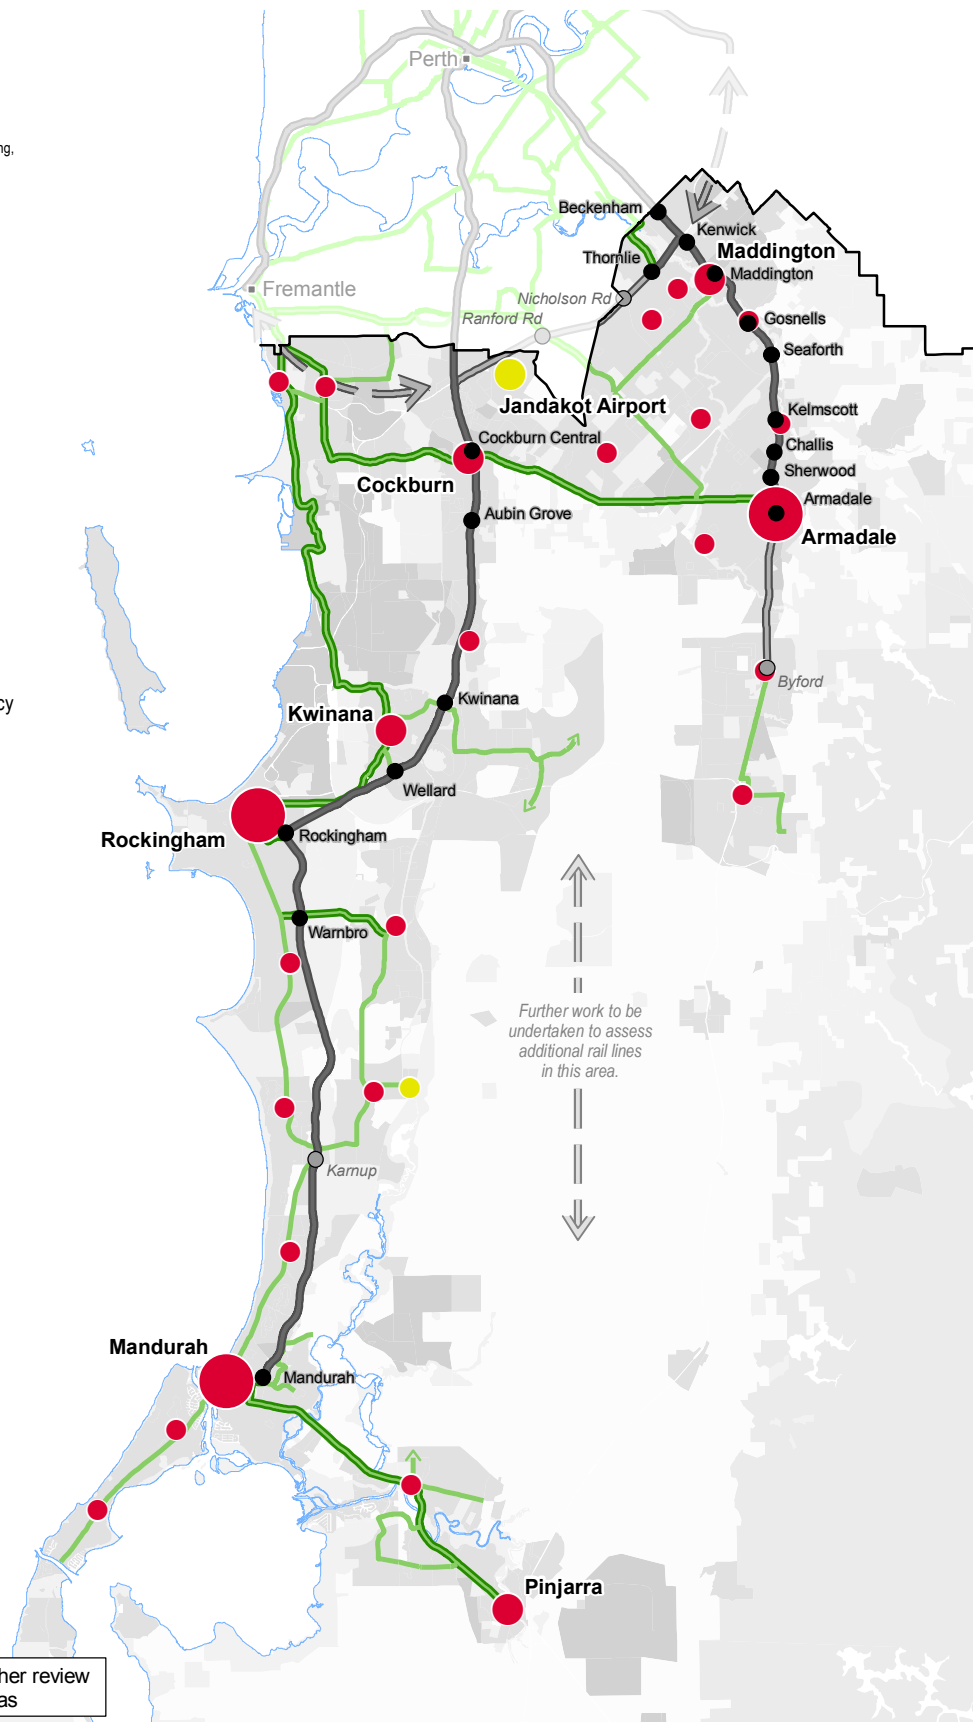 Perth
ng,
Beckenham
Kenwick
Maddington
Thornlie
Maddington
Fremantle
Nicholson Rd
Ranford Rd
Gosnells
Seaforth
Jandakot Airport
Kelmscott
Cockburn Central
Challis
Sherwood
Cockburn
Armadale
Aubin Grove
Armadale
Byford
Kwinana
cy
Kwinana
Wellard
Rockingham
Rockingham
Warnbro
Further work to be
undertaken to assess
additional rail lines
in this area.
Karnup
Mandurah
Mandurah
Pinjarra
her review
as